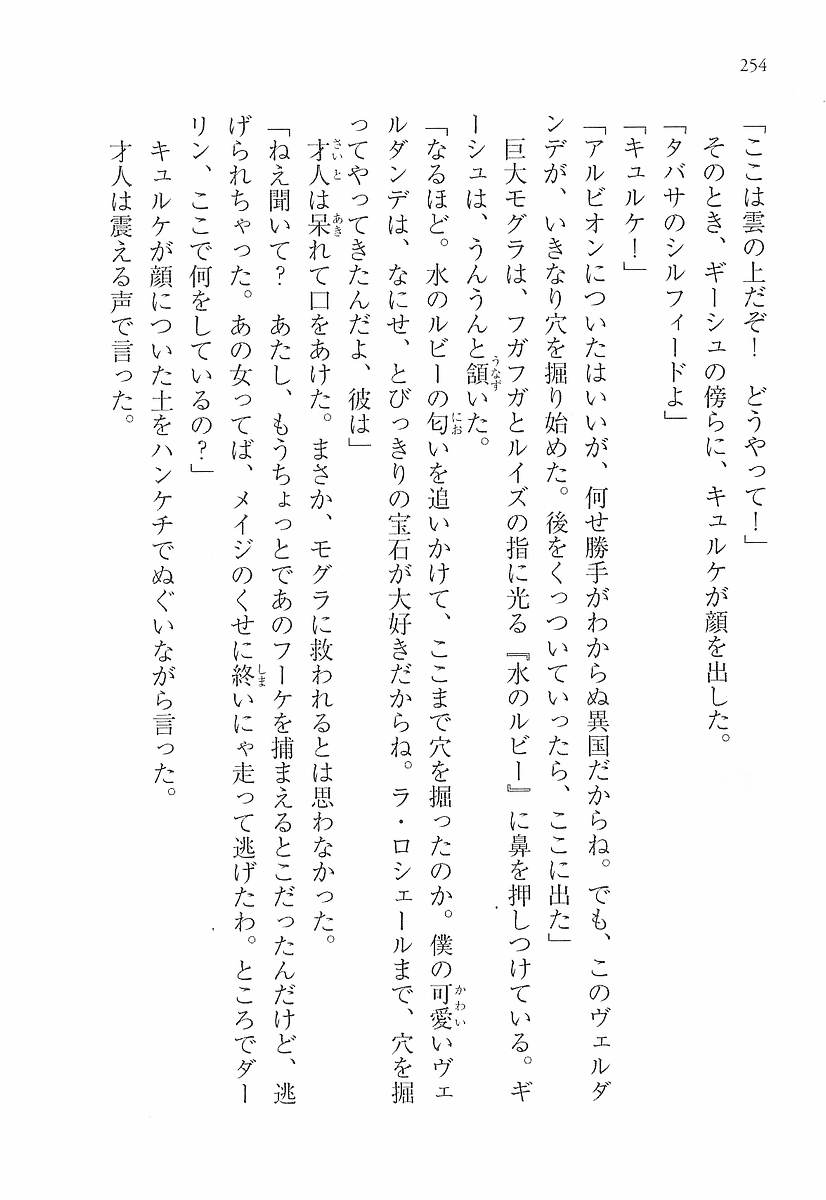 254
「ここは雲の上だぞ！　どうやって！」
　そのとき、ギーシュの傍らに、キュルケが顔を出した。
「タバサのシルフィードよ」
「キュルケ！」
「アルビオンについたはいいが、何せ勝手がわからぬ異国だからね。でも、このヴェルダ
ンデが、いきなり穴を掘り始めた。後をくっついていったら、ここに出た」
　巨大モグラは、フガフガとルイズの指に光る『水のルビー』に鼻を押しつけている。ギ
ーシュは、うんうんと頷いた。
「なるほど。水のルビーの匂いを追いかけて、ここまで穴を掘ったのか。僕の可愛いヴェ
ルダンデは、なにせ、とびっきりの宝石が大好きだからね。ラ・ロシェールまで、穴を掘
ってやってきたんだよ、彼は」
　才人は呆れて口をあけた。まさか、モグラに救われるとは思わなかった。
「ねえ聞いて？　あたし、もうちょっとであのフーケを捕まえるとこだったんだけど、逃
げられちゃった。あの女ってば、メイジのくせに終いにゃ走って逃げたわ。ところでダー
リン、ここで何をしているの？」
　キュルケが顔についた土をハンケチでぬぐいながら言った。
　才人は震える声で言った。